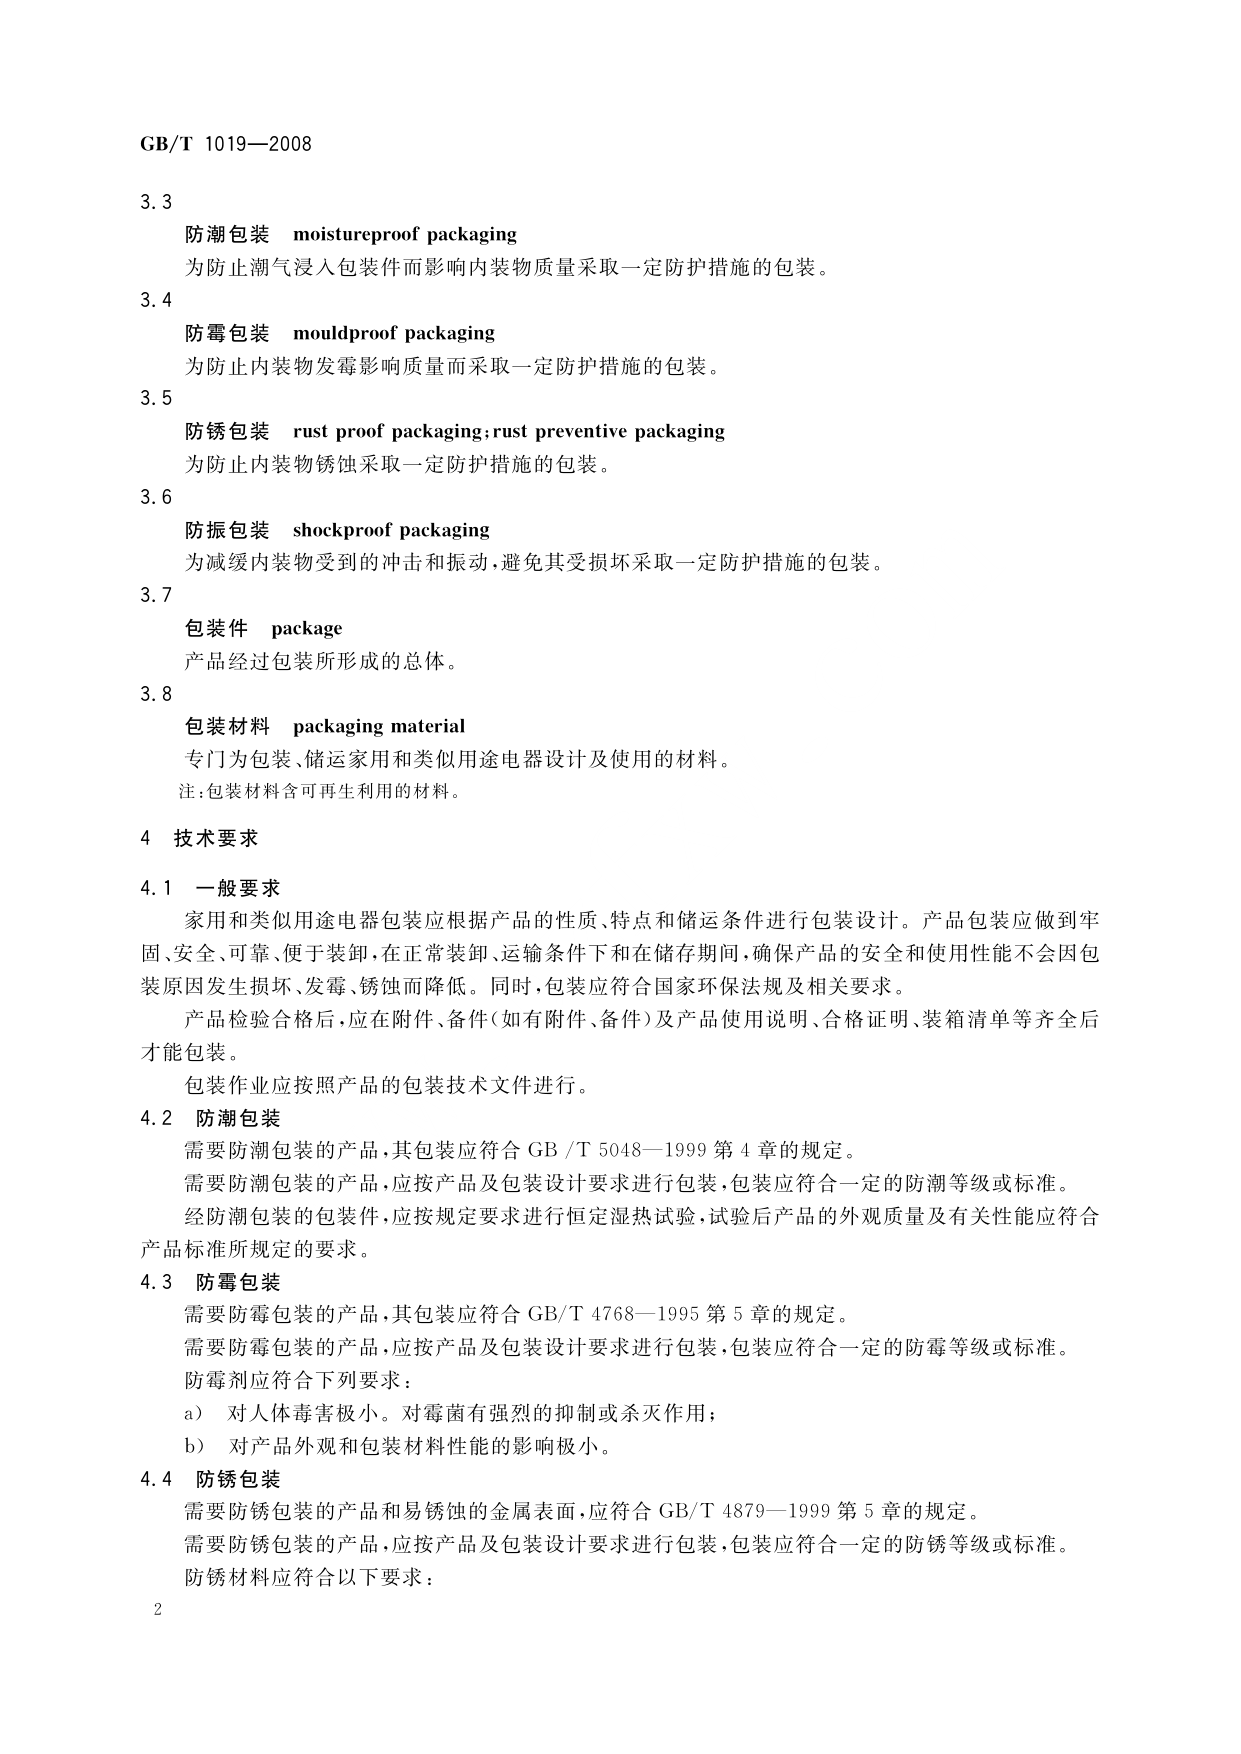 GB/T 1019—2008
3.3
防潮包装 moistureproof packaging
为防止潮气浸入包装件而影响内装物质量采取一定防护措施的包装。
3.4
防霉包装 mouldproof packaging
为防止内装物发霉影响质量而采取一定防护措施的包装。
3.5
防锈包装 rust proof packaging;rust preventive packaging
为防止内装物锈蚀采取一定防护措施的包装。
3.6
防振包装 shockproof packaging
为减缓内装物受到的冲击和振动,避免其受损坏采取一定防护措施的包装。
3.7
包装件 package
产品经过包装所形成的总体。
3.8
包装材料 packaging material
专门为包装、储运家用和类似用途电器设计及使用的材料。
注:包装材料含可再生利用的材料。
4 技术要求
4.1 一般要求
家用和类似用途电器包装应根据产品的性质、特点和储运条件进行包装设计。产品包装应做到牢
固、安全、可靠、便于装卸,在正常装卸、运输条件下和在储存期间,确保产品的安全和使用性能不会因包
装原因发生损坏、发霉、锈蚀而降低。同时,包装应符合国家环保法规及相关要求。
产品检验合格后,应在附件、备件(如有附件、备件)及产品使用说明、合格证明、装箱清单等齐全后
才能包装。
包装作业应按照产品的包装技术文件进行。
4.2 防潮包装
需要防潮包装的产品,其包装应符合 GB /T 5048—1999 第 4 章的规定。
需要防潮包装的产品,应按产品及包装设计要求进行包装,包装应符合一定的防潮等级或标准。
经防潮包装的包装件,应按规定要求进行恒定湿热试验,试验后产品的外观质量及有关性能应符合
产品标准所规定的要求。
4.3 防霉包装
需要防霉包装的产品,其包装应符合 GB/T 4768—1995 第 5 章的规定。
需要防霉包装的产品,应按产品及包装设计要求进行包装,包装应符合一定的防霉等级或标准。
防霉剂应符合下列要求:
a) 对人体毒害极小。对霉菌有强烈的抑制或杀灭作用;
b) 对产品外观和包装材料性能的影响极小。
4.4 防锈包装
需要防锈包装的产品和易锈蚀的金属表面,应符合 GB/T 4879—1999 第 5 章的规定。
需要防锈包装的产品,应按产品及包装设计要求进行包装,包装应符合一定的防锈等级或标准。
防锈材料应符合以下要求:
2